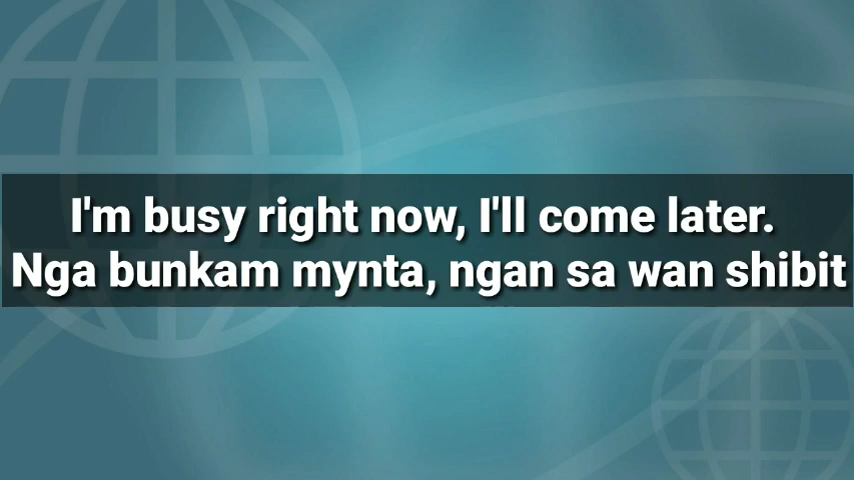 I'm busy right now, I'll come later.
Nga bunkam mynta, ngan sa wan shibit